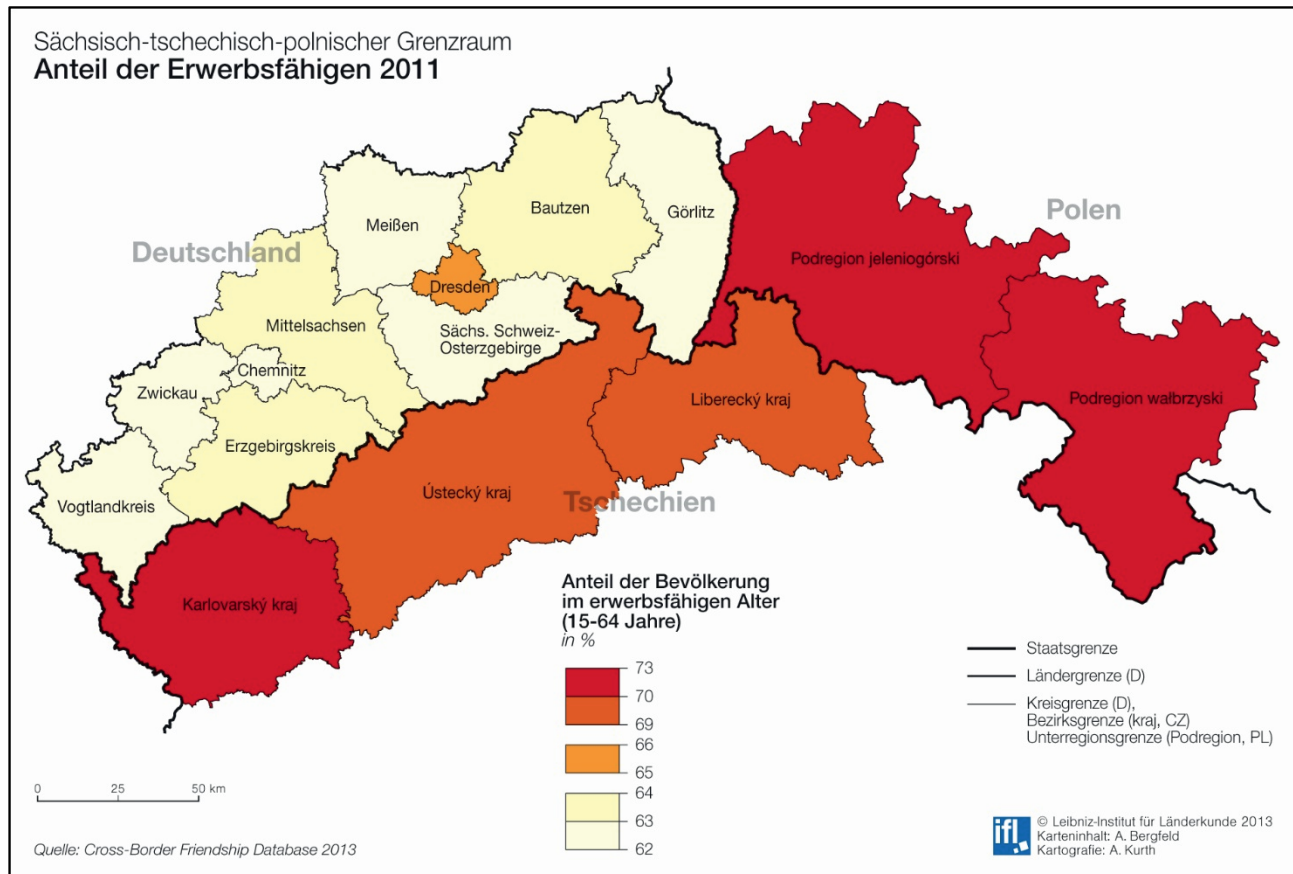 Sächsisch-tschechisch-polnischer Grenzraum
Anteil der Erwerbsfähigen 2011
Deutschland
Polen
Tschechien
Meißen
Bautzen
Görlitz
Dresden
Mittelsachsen
Sächs. Schweiz-
Osterzgebirge
Chemnitz
Zwickau
Erzgebirgskreis
Vogtlandkreis
Podregion jeleniogórski
Podregion wałbrzyski
Liberecký kraj
Ústecký kraj
Karlovarský kraj
Anteil der Bevölkerung
im erwerbsfähigen Alter
(15-64 Jahre)
in %
73
70
69
66
65
64
63
62
Staatsgrenze
Ländergrenze (D)
Kreisgrenze (D),
Bezirksgrenze (kraj, CZ)
Unterregionsgrenze (Podregion, PL)
0 25 50 km
Quelle: Cross-Border Friendship Database 2013
ifl.
© Leibniz-Institut für Länderkunde 2013
Karteninhalt: A. Bergfeld
Kartografie: A. Kurth